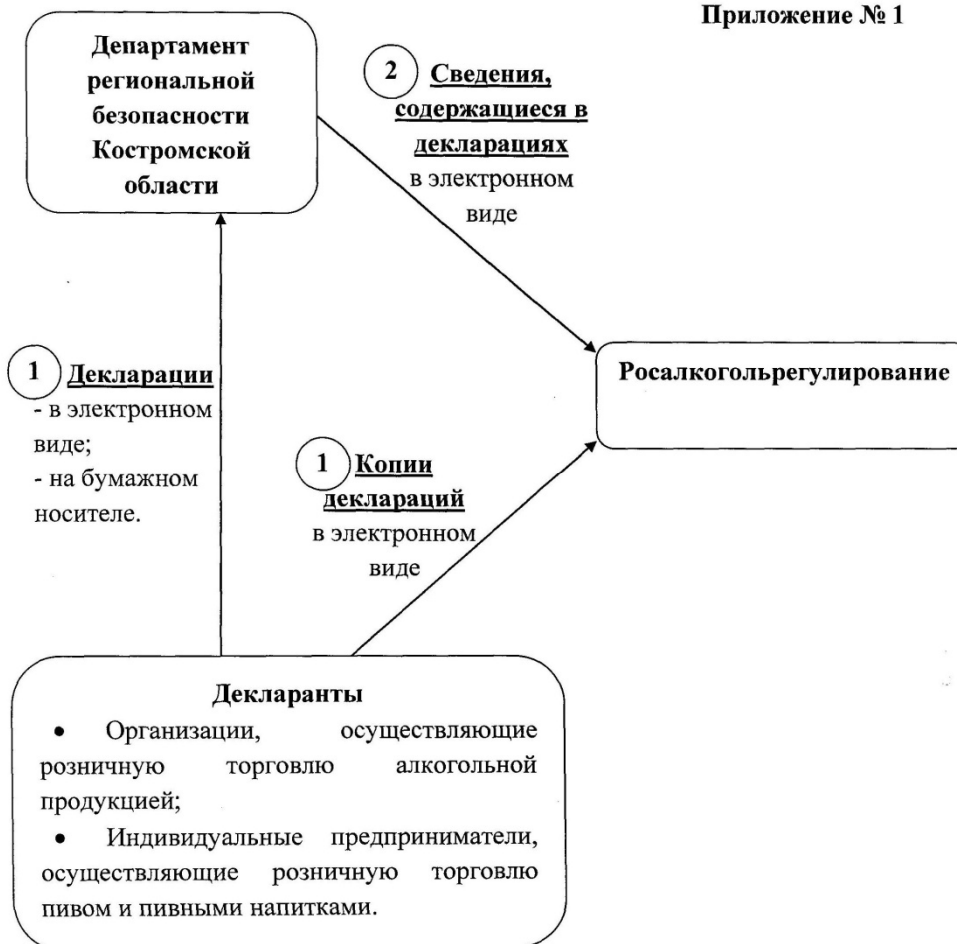 Приложение № 1
Департамент
региональной
безопасности
Костромской
области
2 Сведения,
содержащиеся в
декларациях
в электронном
виде
Росалкогольрегулирование
1 Декларации
- в электронном
виде;
- на бумажном
носителе.
1 Копии
деклараций
в электронном
виде
Декларанты
• Организации, осуществляющие
розничную торговлю алкогольной
продукцией;
• Индивидуальные предприниматели,
осуществляющие розничную торговлю
пивом и пивными напитками.